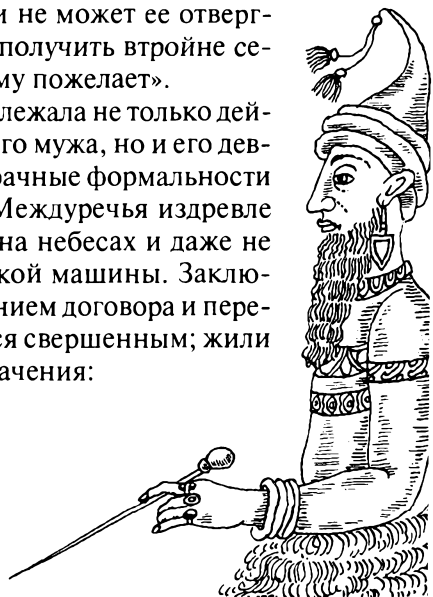 и не может ее отверг-
получить втройне се-
му пожелает».
лежала не только дей-
го мужа, но и его дев-
рачные формальности
Междуречья издревле
на небесах и даже не
кой машины. Заклю-
нием договора и пере-
ся свершенным; жили
ачения: